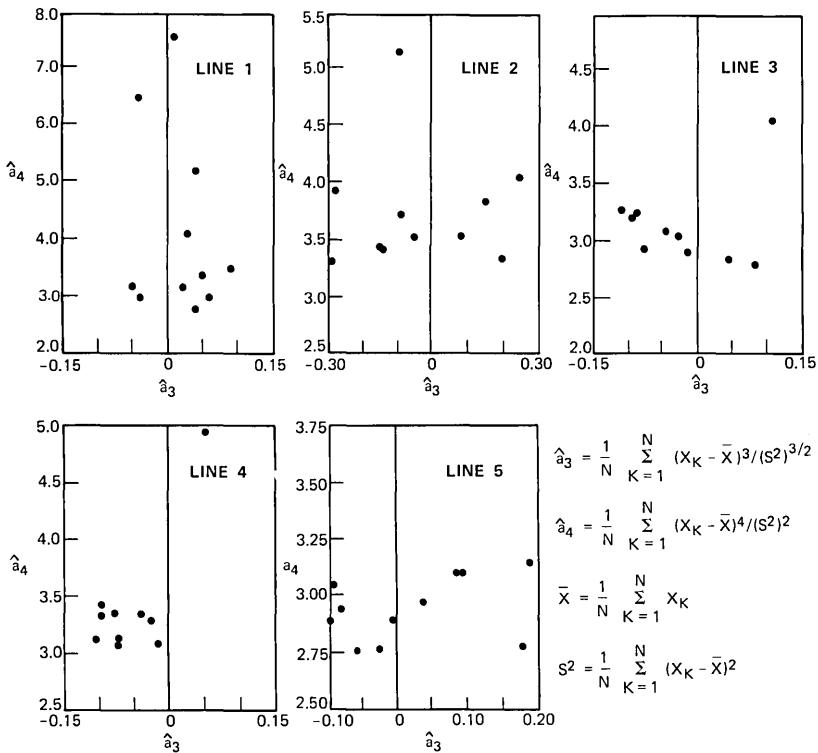 LINE 1
8.0
7.0
6.0
5.0
4.0
3.0
2.0
â4
-0.15 0 0.15
â3
LINE 2
5.5
5.0
4.5
4.0
3.5
3.0
2.5
â4
-0.30 0 0.30
â3
LINE 3
4.5
4.0
3.5
3.0
2.5
â4
-0.15 0 0.15
â3
LINE 4
5.0
4.5
4.0
3.5
3.0
2.5
â4
-0.15 0 0.15
â3
LINE 5
3.75
3.50
3.25
3.00
2.75
2.50
a4
-0.10 0 0.10 0.20
â3
â3 = 1/N Σ K = 1 N (XK - X̄)3/(S2)3/2
â4 = 1/N Σ K = 1 N (XK - X̄)4/(S2)2
X̄ = 1/N Σ K = 1 N XK
S2 = 1/N Σ K = 1 N (XK - X̄)2